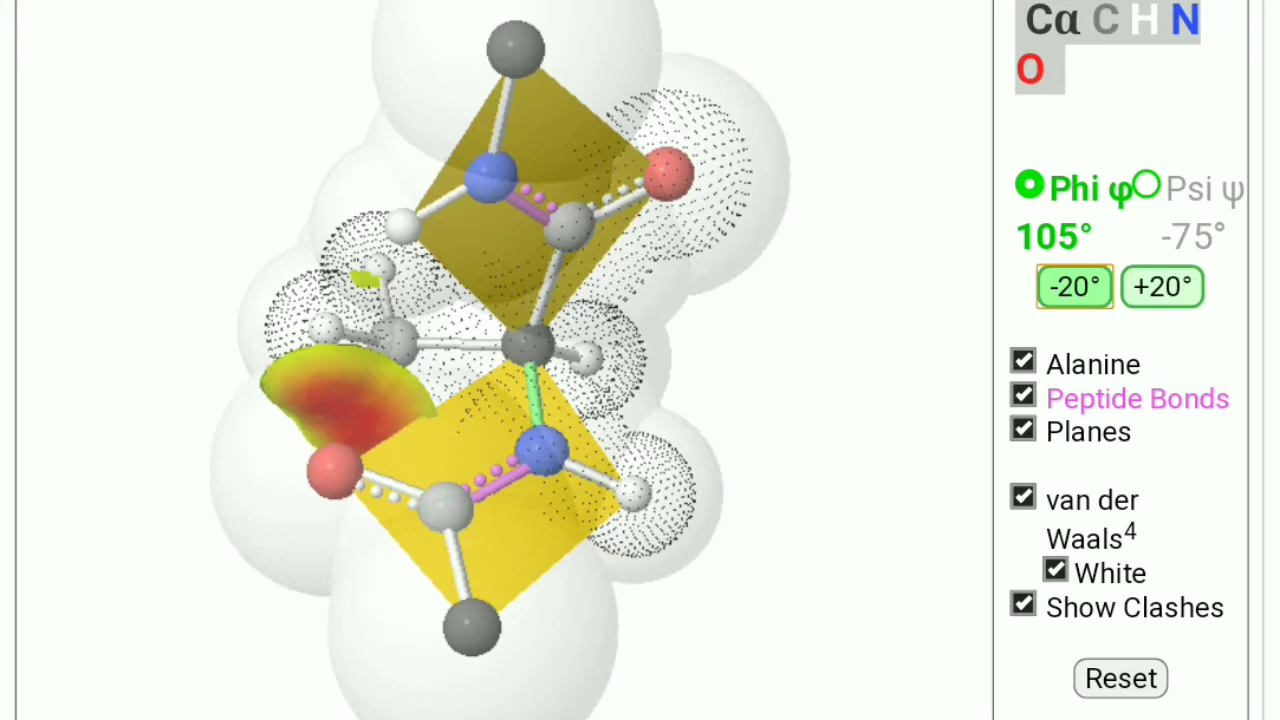 Cα C H N
O
Phi φ Psi ψ
105° -75°
-20° +20°
Alanine
Peptide Bonds
Planes
van der
Waals4
White
Show Clashes
Reset